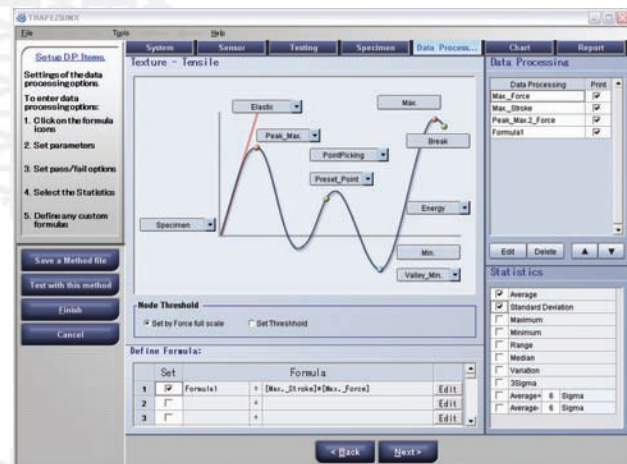 TRAPEZIUMX
File Tools Help
System Sensor Testing Specimen Data Process... Chart Report
Setup D.P. Items.
Settings of the data
processing options.
To enter data
processing options:
1. Click on the formula
icons
2. Set parameters
3. Set pass/fail options
4. Select the Statistics
5. Define any custom
formulas
Save a Method file
Test with this method
Finish
Cancel
Texture - Tensile
Elastic
Max.
Peak_Max.
Break
PointPicking
Preset_Point
Energy
Specimen
Min.
Valley_Min.
Node Threshold
Set by Force full scale Set Threshhold
Define Formula:
Set Formula
1 Formula1 = [Max._Stroke]*[Max._Force] Edit
2 = Edit
3 = Edit
Data Processing
Data Processing Print
Max_Force
Max_Stroke
Peak_Max.2_Force
Formula1
Edit Delete
Statistics
Average
Standard Deviation
Maximum
Minimum
Range
Median
Variation
3Sigma
Average+ 6 Sigma
Average- 6 Sigma
< Back Next >